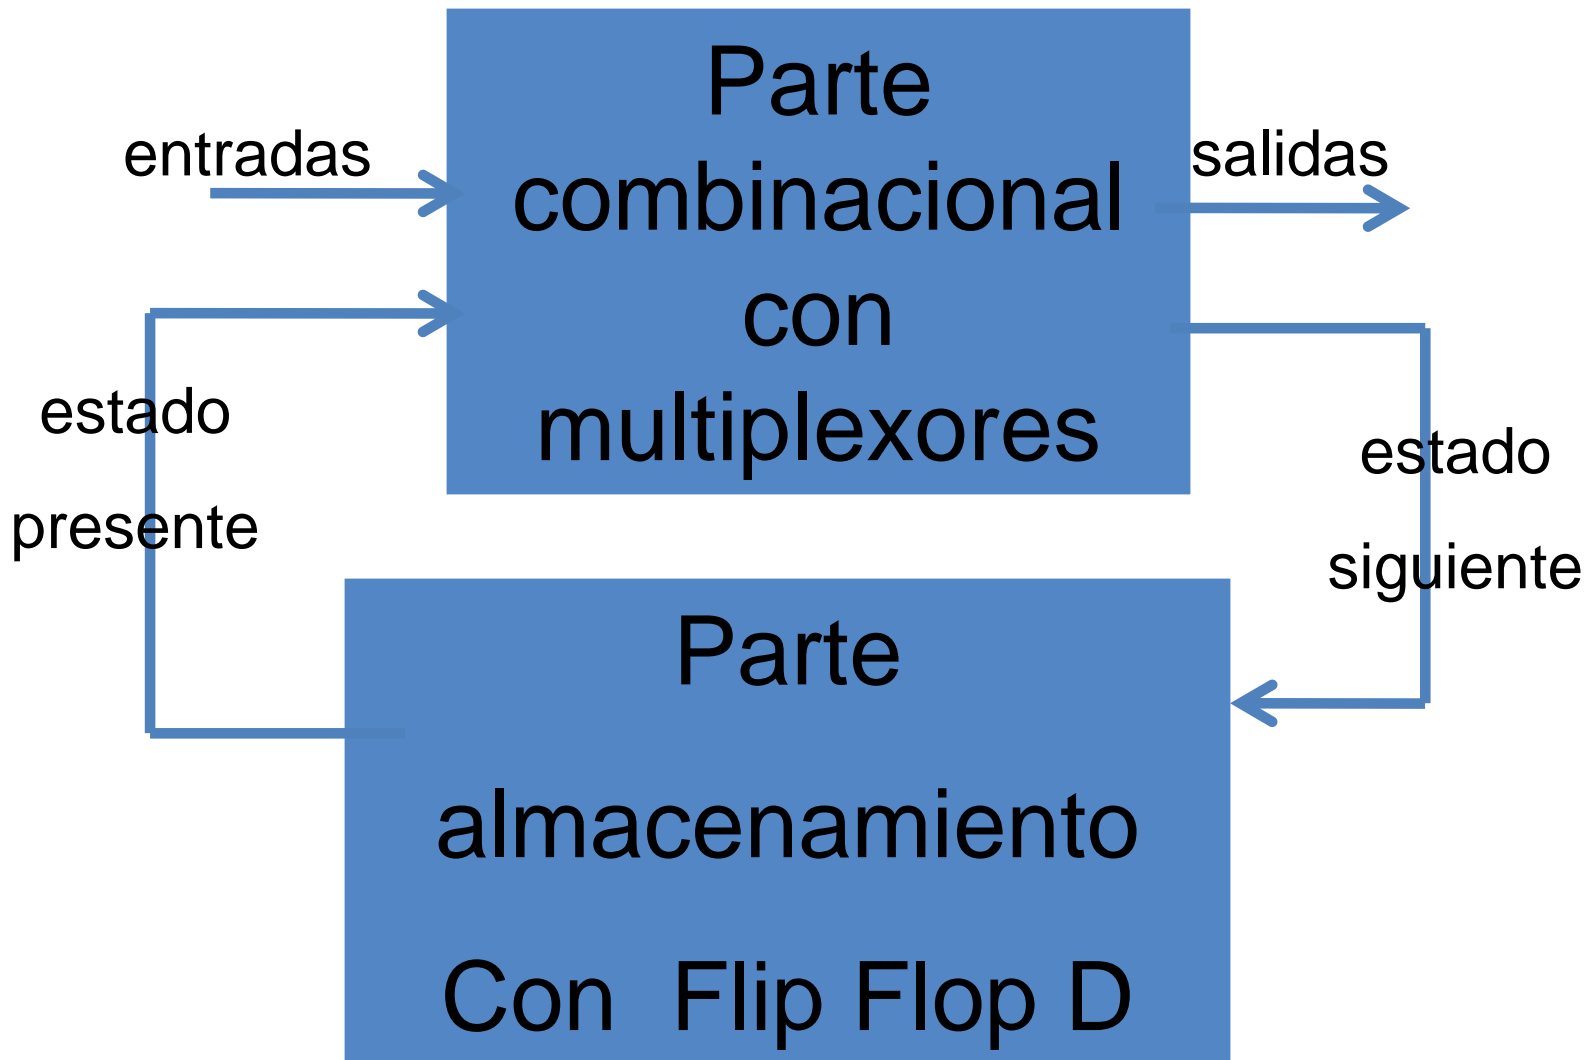 Parte
combinacional
con
multiplexores
entradas
salidas
estado
presente
estado
siguiente
Parte
almacenamiento
Con  Flip Flop D